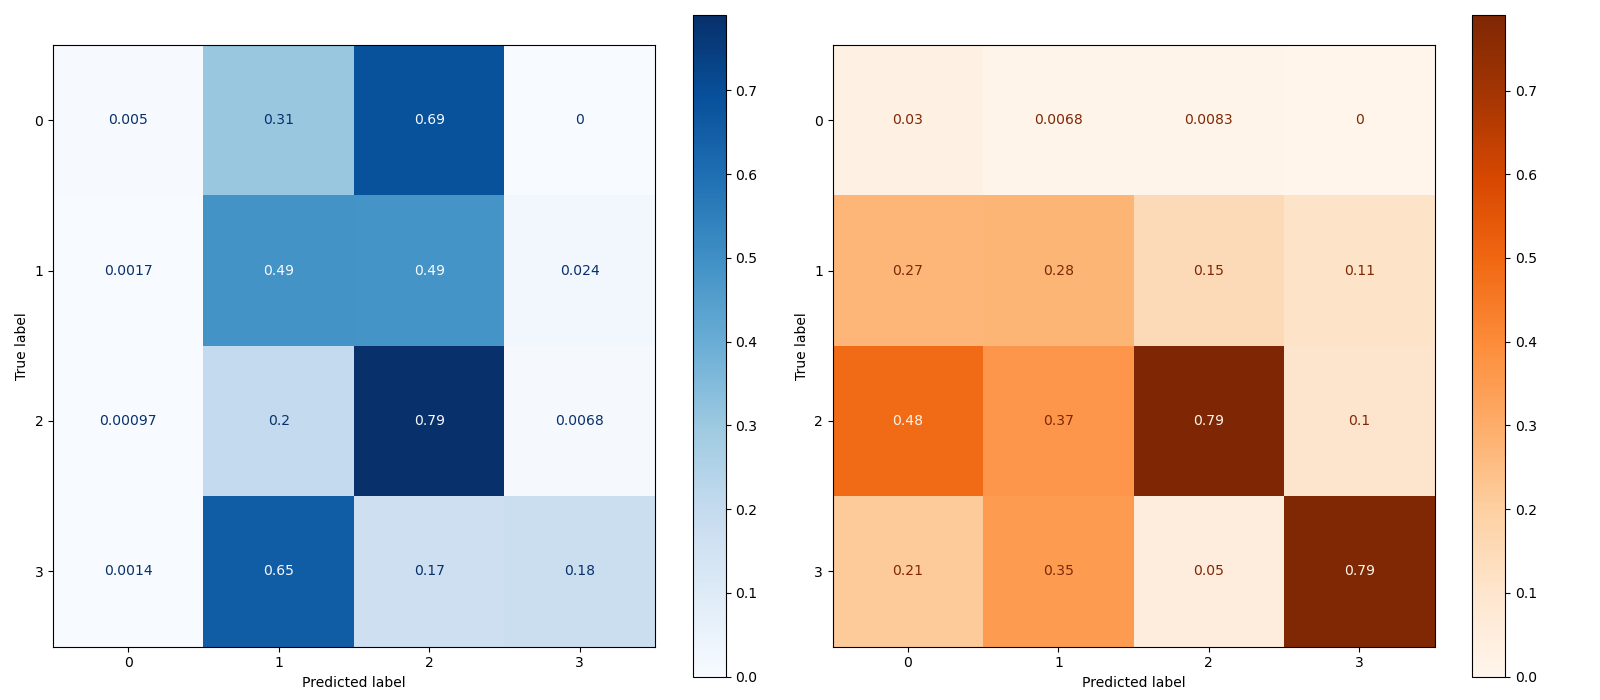 0 0.005 0.31 0.69 0
1 0.0017 0.49 0.49 0.024
2 0.00097 0.2 0.79 0.0068
3 0.0014 0.65 0.17 0.18
0 1 2 3
Predicted label
True label
0.7
0.6
0.5
0.4
0.3
0.2
0.1
0.0
0 0.03 0.0068 0.0083 0
1 0.27 0.28 0.15 0.11
2 0.48 0.37 0.79 0.1
3 0.21 0.35 0.05 0.79
0 1 2 3
Predicted label
True label
0.7
0.6
0.5
0.4
0.3
0.2
0.1
0.0